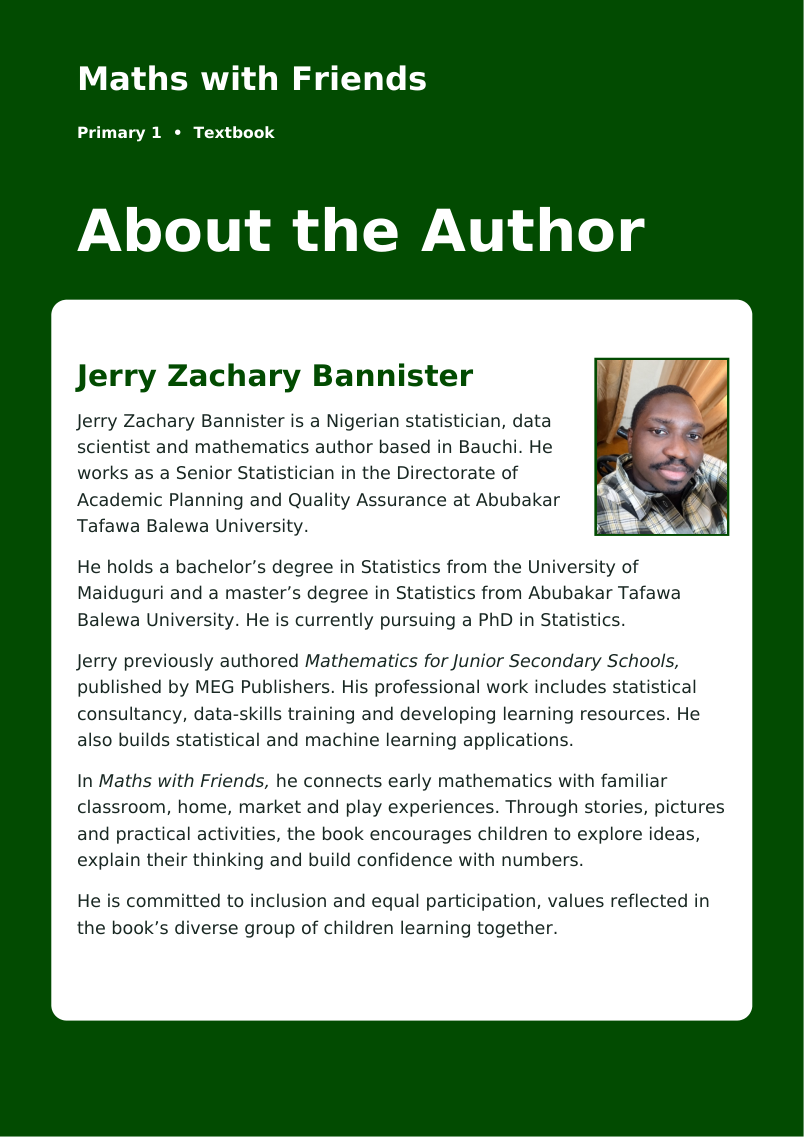 Maths with Friends
Primary 1 • Textbook
About the Author
Jerry Zachary Bannister
Jerry Zachary Bannister is a Nigerian statistician, data
scientist and mathematics author based in Bauchi. He
works as a Senior Statistician in the Directorate of
Academic Planning and Quality Assurance at Abubakar
Tafawa Balewa University.
He holds a bachelor’s degree in Statistics from the University of
Maiduguri and a master’s degree in Statistics from Abubakar Tafawa
Balewa University. He is currently pursuing a PhD in Statistics.
Jerry previously authored Mathematics for Junior Secondary Schools,
published by MEG Publishers. His professional work includes statistical
consultancy, data-skills training and developing learning resources. He
also builds statistical and machine learning applications.
In Maths with Friends, he connects early mathematics with familiar
classroom, home, market and play experiences. Through stories, pictures
and practical activities, the book encourages children to explore ideas,
explain their thinking and build confidence with numbers.
He is committed to inclusion and equal participation, values reflected in
the book’s diverse group of children learning together.